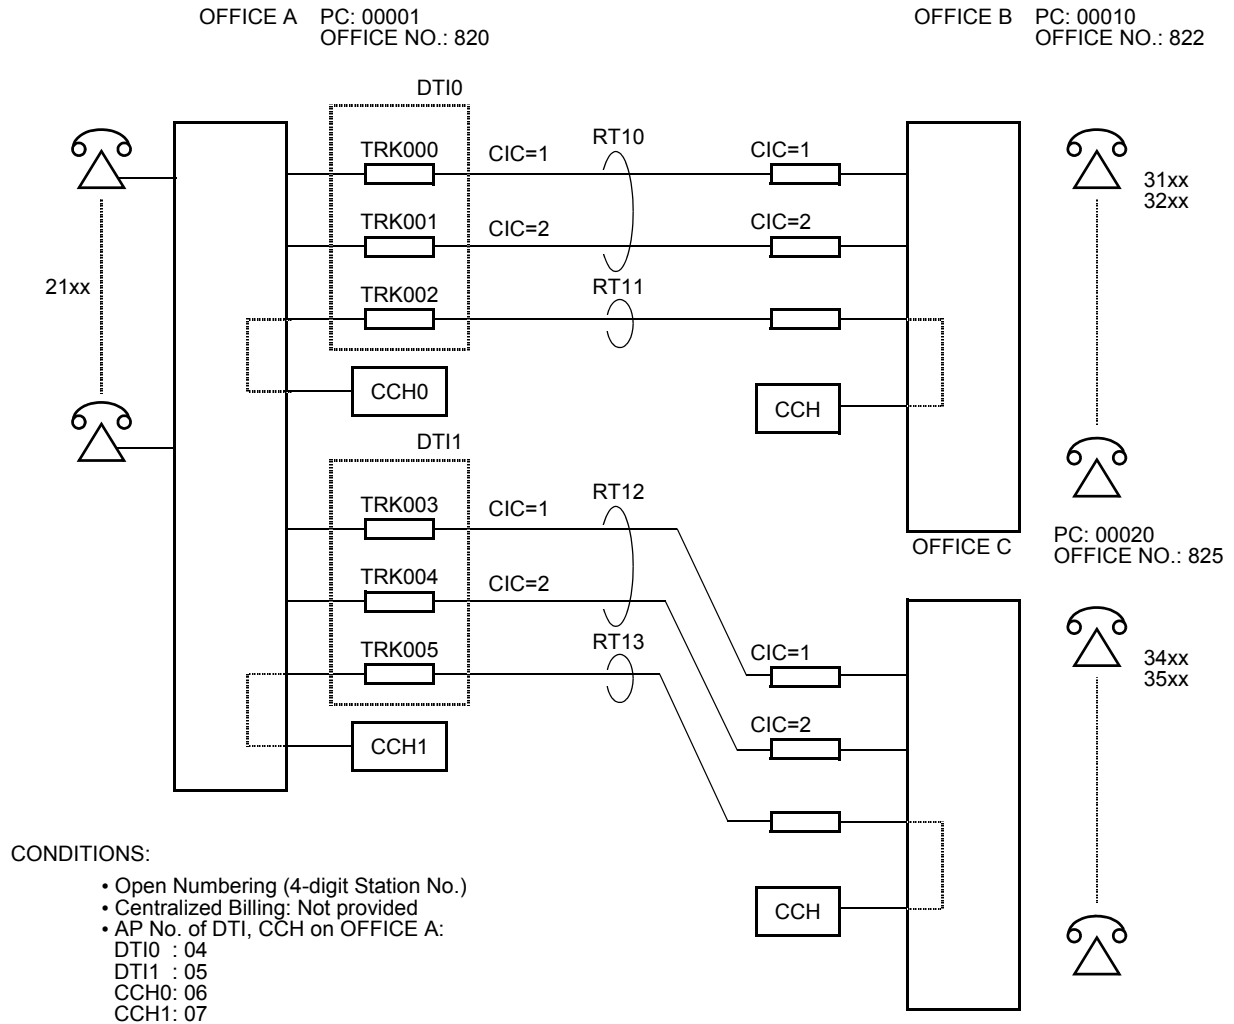 OFFICE A PC: 00001
OFFICE NO.: 820
OFFICE B PC: 00010
OFFICE NO.: 822
DTI0
TRK000
CIC=1
RT10
CIC=1
31xx
32xx
TRK001
CIC=2
CIC=2
21xx
TRK002
RT11
CCH0
CCH
DTI1
TRK003
CIC=1
RT12
OFFICE C
PC: 00020
OFFICE NO.: 825
TRK004
CIC=2
TRK005
RT13
CIC=1
34xx
35xx
CIC=2
CCH1
CCH
CONDITIONS:
• Open Numbering (4-digit Station No.)
• Centralized Billing: Not provided
• AP No. of DTI, CCH on OFFICE A:
DTI0 : 04
DTI1 : 05
CCH0: 06
CCH1: 07